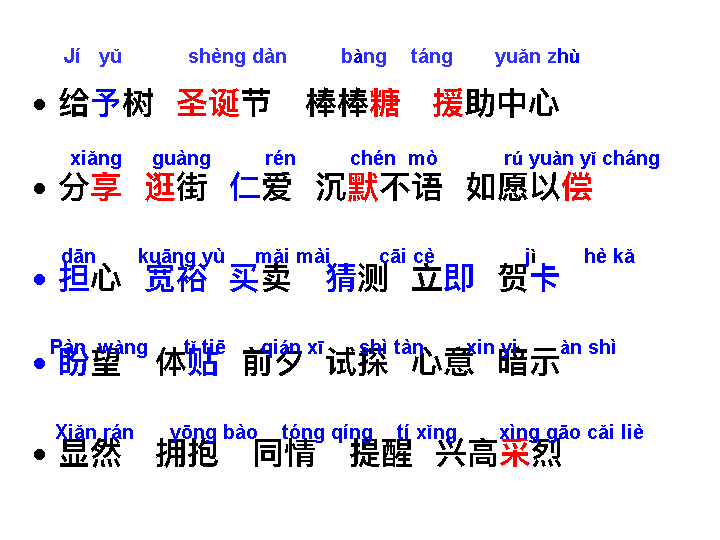 Jí yǔ shèng dàn bàng táng yuăn zhù
• 给予树 圣诞节 棒棒糖 援助中心
xiǎng guàng rén chén mò rú yuàn yǐ cháng
• 分享 逛街 仁爱 沉默不语 如愿以偿
dān kuāng yù mǎi mài cāi cè jì hè kǎ
• 担心 宽裕 买卖 猜测 立即 贺卡
Pàn wàng tǐ tiē qián xī shì tàn xin yi àn shì
• 盼望 体贴 前夕 试探 心意 暗示
Xiǎn rán yōng bào tóng qíng tí xǐng xìng gāo căi liè
• 显然 拥抱 同情 提醒 兴高采烈